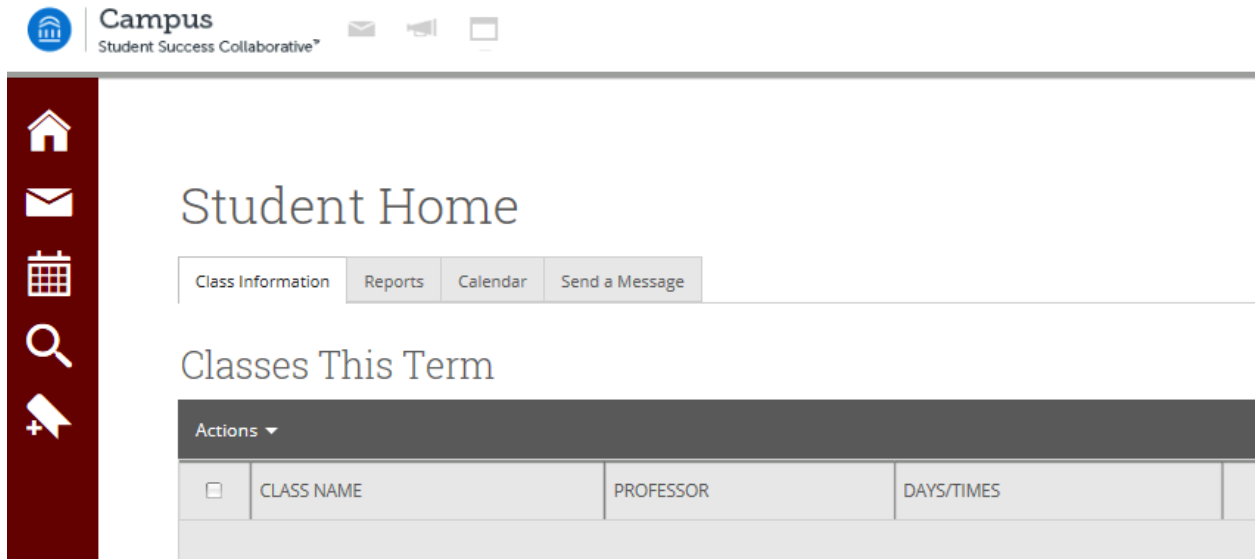 Campus
Student Success Collaborative™
Student Home
Class Information Reports Calendar Send a Message
Classes This Term
Actions
CLASS NAME PROFESSOR DAYS/TIMES